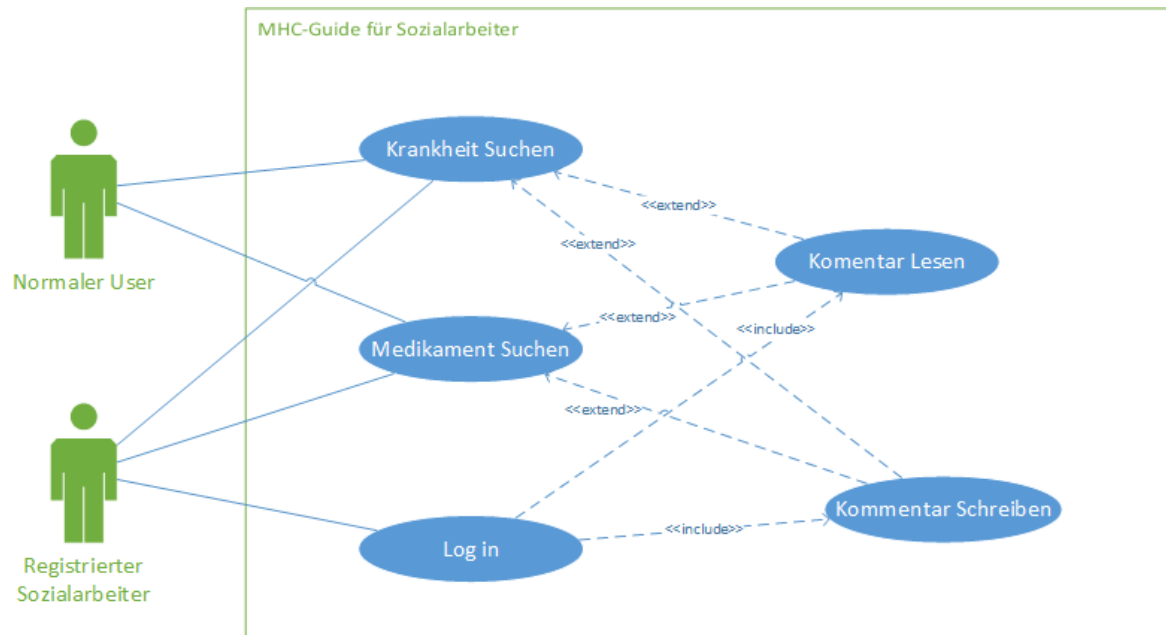 MHC-Guide für Sozialarbeiter
Krankheit Suchen
<<extend>>
<<extend>>
Komentar Lesen
Normaler User
<<extend>>
<<include>>
Medikament Suchen
<<extend>>
Kommentar Schreiben
<<include>>
Log in
Registrierter
Sozialarbeiter